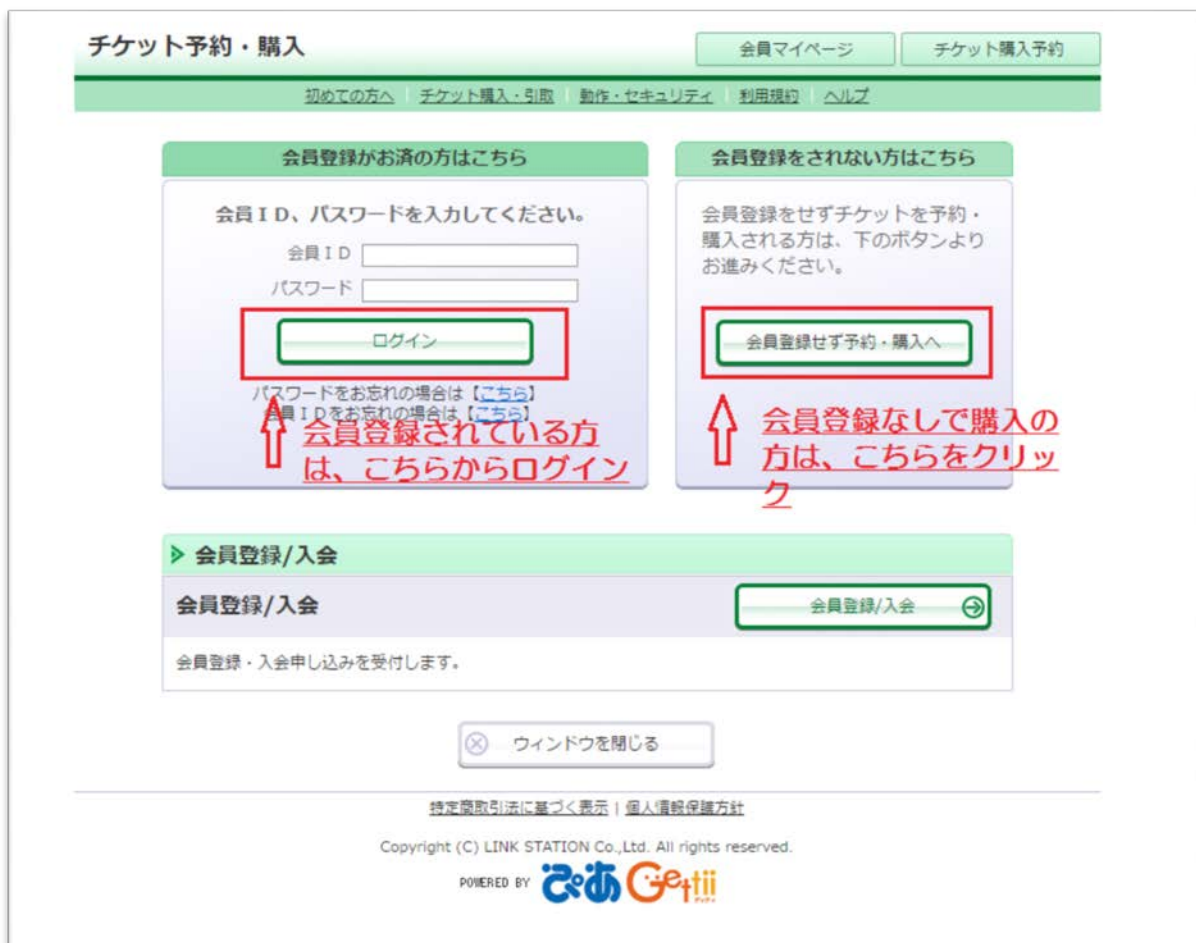 チケット予約・購入
会員マイページ
チケット購入予約
初めての方へ | チケット購入・引取 | 動作・セキュリティ | 利用規約 | ヘルプ
会員登録がお済の方はこちら
会員ID、パスワードを入力してください。
会員ID
パスワード
ログイン
パスワードをお忘れの場合は【こちら】
会員IDをお忘れの場合は【こちら】
会員登録されている方
は、こちらからログイン
会員登録をされない方はこちら
会員登録をせずチケットを予約・
購入される方は、下のボタンより
お進みください。
会員登録せず予約・購入へ
会員登録なしで購入の
方は、こちらをクリッ
ク
会員登録/入会
会員登録/入会
会員登録/入会
会員登録・入会申し込みを受付します。
ウィンドウを閉じる
特定商取引法に基づく表示 | 個人情報保護方針
Copyright (C) LINK STATION Co.,Ltd. All rights reserved.
POWERED BY ぴあ Gettii